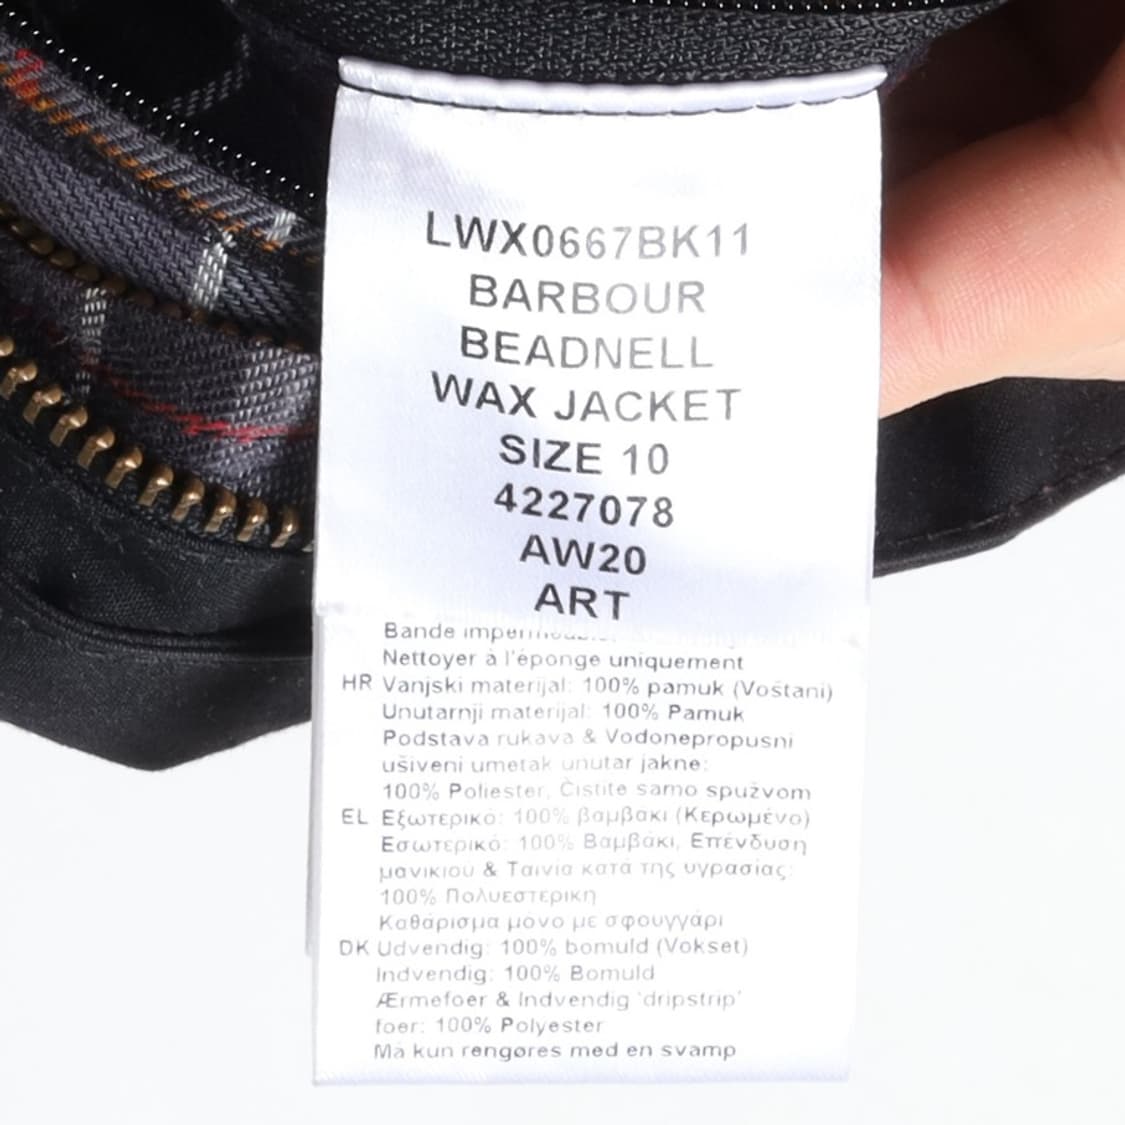 LWX0667BK11
BARBOUR
BEADNELL
WAX JACKET
SIZE 10
4227078
AW20
ART
Bande
Nettoyer à l'éponge uniquement
HR Vanjski materijal: 100% pamuk (Voštani)
Unutarnji materijal: 100% Pamuk
Podstava rukava & Vodonepropusni
ušiveni umetak unutar jakne:
100% Poliester, Čistite samo spužvom
EL Εξωτερικό: 100% βαμβάκι (Κερωμένο)
Εσωτερικό: 100% Βαμβάκι, Επένδυση
μανικιού & Ταινία κατά της υγρασίας:
100% Πολυεστερικη
Καθάρισμα μόνο με σφουγγάρι
DK Udvendig: 100% bomuld (Vokset)
Indvendig: 100% Bomuld
Ærmefoer & Indvendig 'dripstrip'
foer: 100% Polyester
Må kun rengøres med en svamp